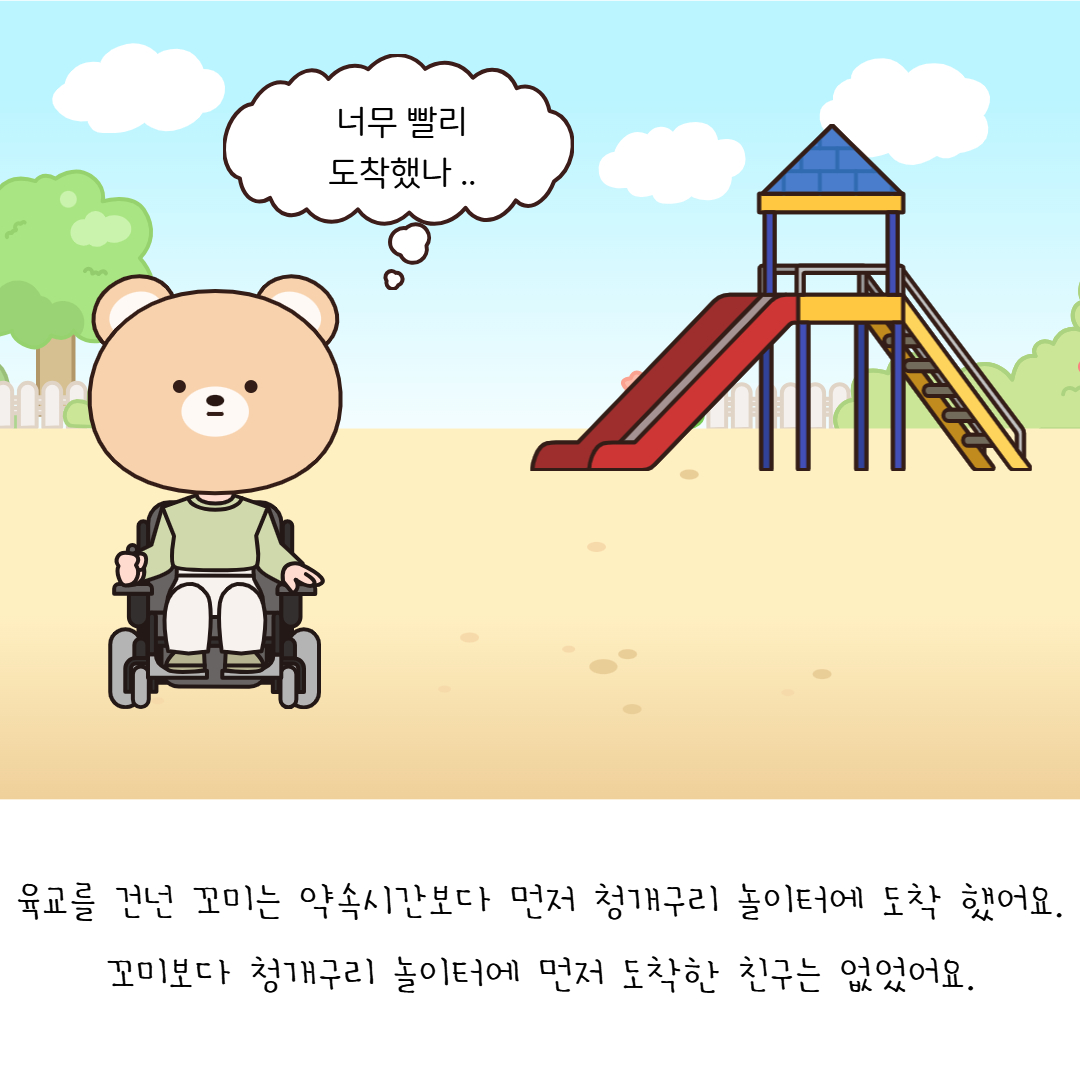 너무 빨리
도착했나 ..
육교를 건넌 꼬미는 약속시간보다 먼저 청개구리 놀이터에 도착 했어요.
꼬미보다 청개구리 놀이터에 먼저 도착한 친구는 없었어요.